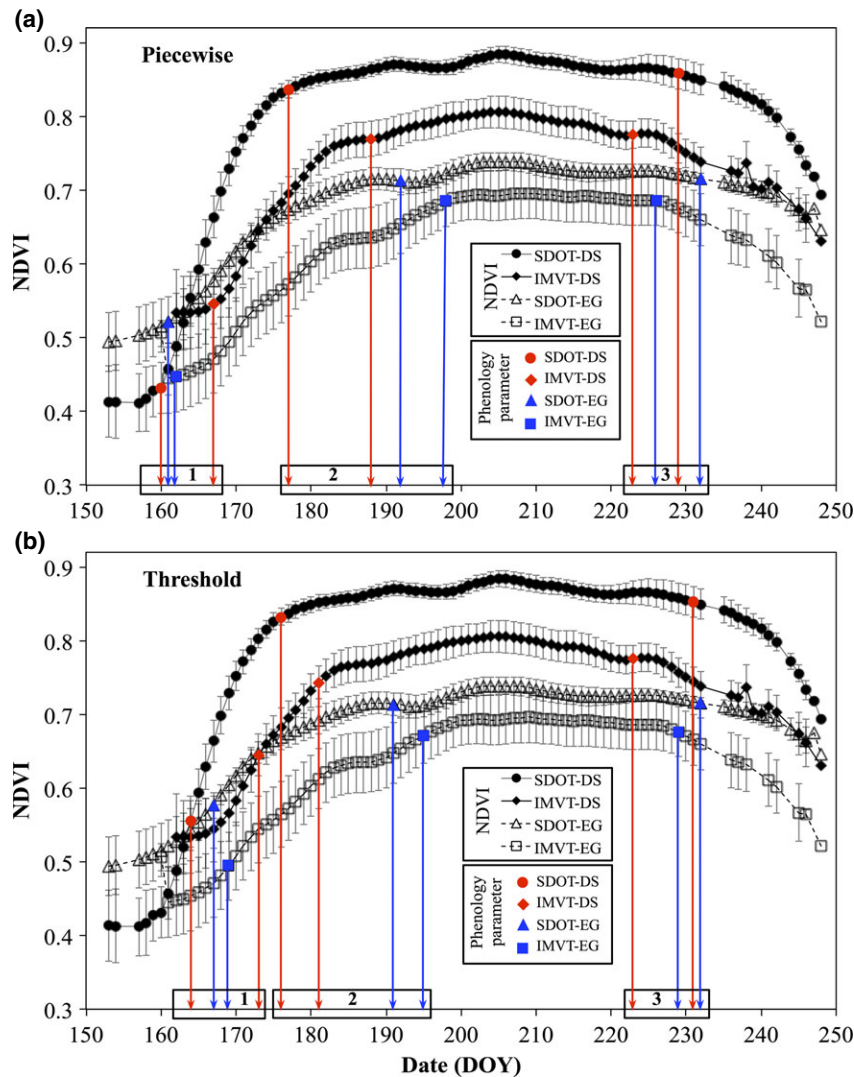 (a)
Piecewise
0.9
0.8
0.7
0.6
0.5
0.4
0.3
NDVI
NDVI
SDOT-DS
IMVT-DS
SDOT-EG
IMVT-EG
Phenology parameter
SDOT-DS
IMVT-DS
SDOT-EG
IMVT-EG
1 2 3
150 160 170 180 190 200 210 220 230 240 250
(b)
Threshold
0.9
0.8
0.7
0.6
0.5
0.4
0.3
NDVI
NDVI
SDOT-DS
IMVT-DS
SDOT-EG
IMVT-EG
Phenology parameter
SDOT-DS
IMVT-DS
SDOT-EG
IMVT-EG
1 2 3
150 160 170 180 190 200 210 220 230 240 250
Date (DOY)